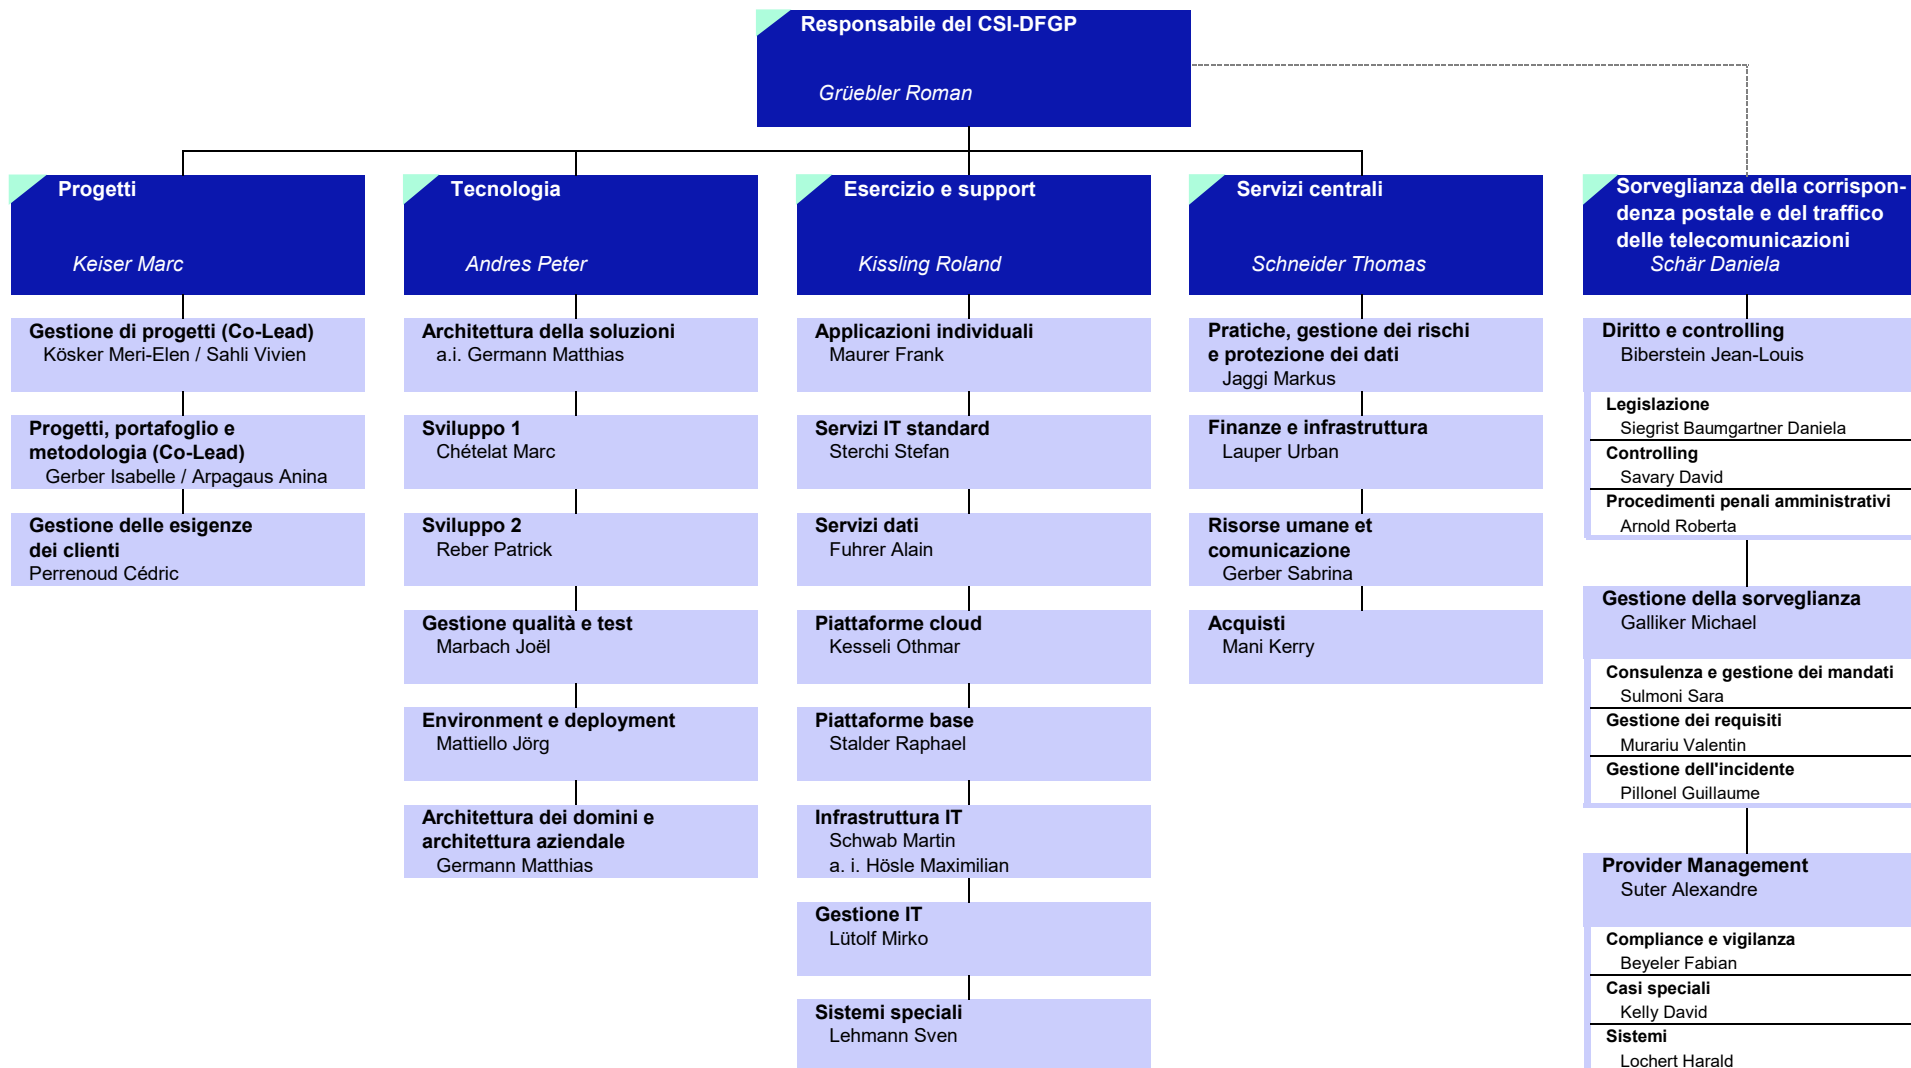 Responsabile del CSI-DFGP
Grüebler Roman
Progetti
Keiser Marc
Gestione di progetti (Co-Lead)
Kösker Meri-Elen / Sahli Vivien
Progetti, portafoglio e
metodologia (Co-Lead)
Gerber Isabelle / Arpagaus Anina
Gestione delle esigenze
dei clienti
Perrenoud Cédric
Tecnologia
Andres Peter
Architettura della soluzioni
a.i. Germann Matthias
Sviluppo 1
Chételat Marc
Sviluppo 2
Reber Patrick
Gestione qualità e test
Marbach Joël
Environment e deployment
Mattiello Jörg
Architettura dei domini e
architettura aziendale
Germann Matthias
Esercizio e support
Kissling Roland
Applicazioni individuali
Maurer Frank
Servizi IT standard
Sterchi Stefan
Servizi dati
Fuhrer Alain
Piattaforme cloud
Kesseli Othmar
Piattaforme base
Stalder Raphael
Infrastruttura IT
Schwab Martin
a. i. Hösle Maximilian
Gestione IT
Lütolf Mirko
Sistemi speciali
Lehmann Sven
Servizi centrali
Schneider Thomas
Pratiche, gestione dei rischi
e protezione dei dati
Jaggi Markus
Finanze e infrastruttura
Lauper Urban
Risorse umane et
comunicazione
Gerber Sabrina
Acquisti
Mani Kerry
Sorveglianza della corrispon-
denza postale e del traffico
delle telecomunicazioni
Schär Daniela
Diritto e controlling
Biberstein Jean-Louis
Legislazione
Siegrist Baumgartner Daniela
Controlling
Savary David
Procedimenti penali amministrativi
Arnold Roberta
Gestione della sorveglianza
Galliker Michael
Consulenza e gestione dei mandati
Sulmoni Sara
Gestione dei requisiti
Murariu Valentin
Gestione dell'incidente
Pillonel Guillaume
Provider Management
Suter Alexandre
Compliance e vigilanza
Beyeler Fabian
Casi speciali
Kelly David
Sistemi
Lochert Harald